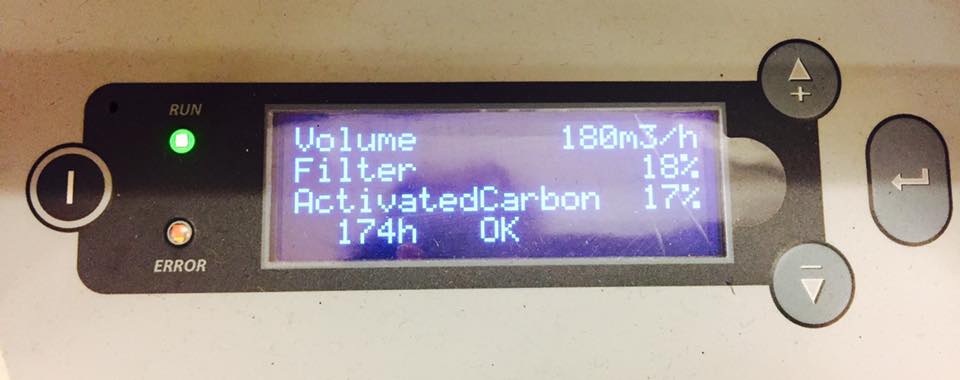 RUN
Volume 180m3/h
Filter 18%
ActivatedCarbon 17%
174h OK
ERROR
+
−